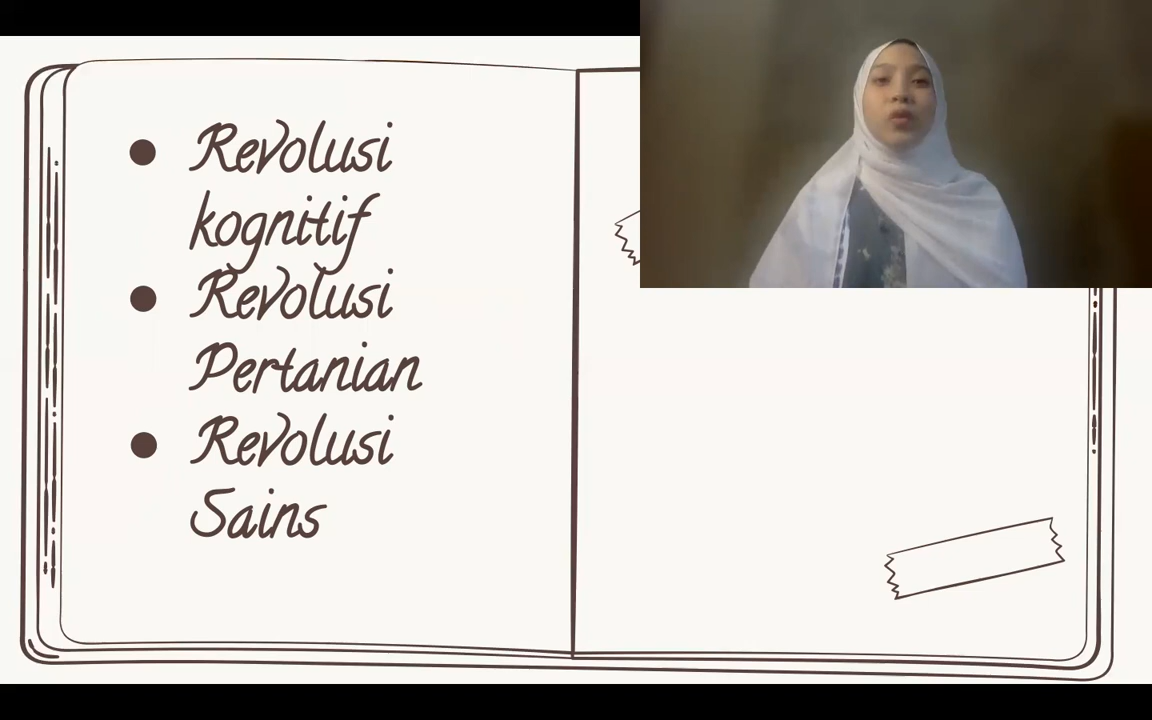 Revolusi
kognitif
Revolusi
Pertanian
Revolusi
Sains